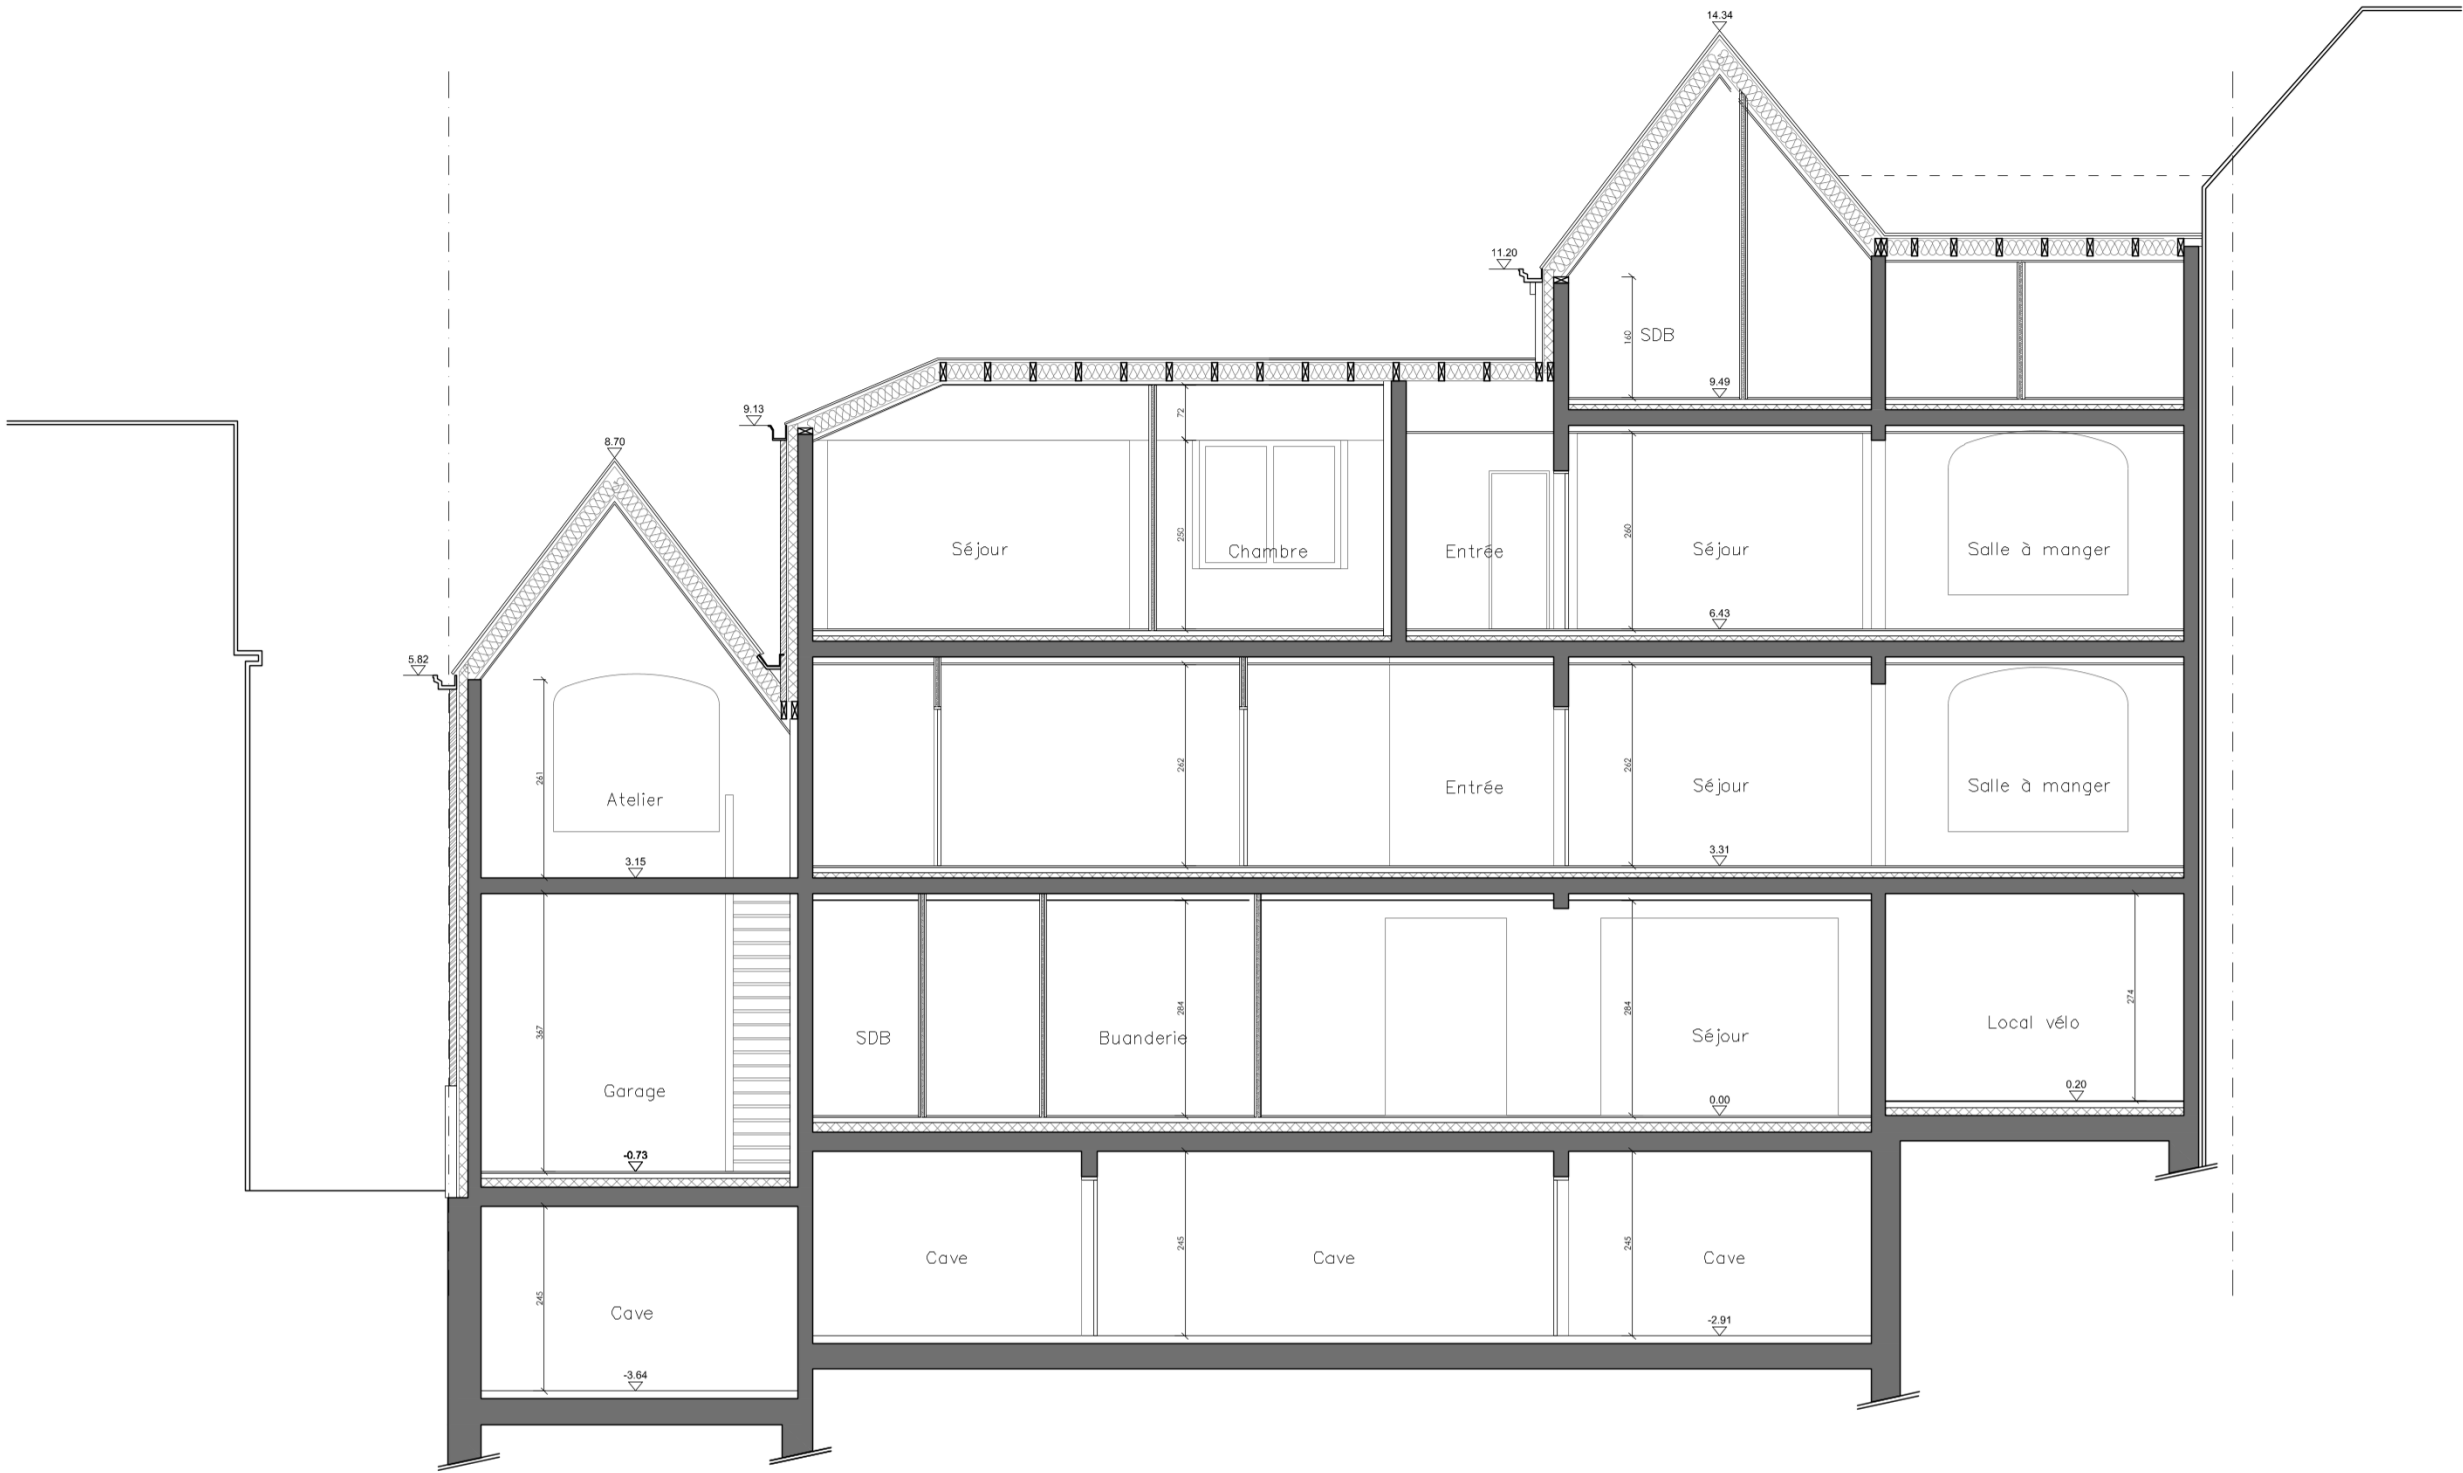 14.34
11.20
160
SDB
9.49
9.13
72
8.70
250
260
Séjour
Chambre
Entrée
Séjour
Salle à manger
6.43
5.82
261
262
262
Atelier
Entrée
Séjour
Salle à manger
3.15
3.31
367
284
284
274
SDB
Buanderie
Séjour
Local vélo
Garage
0.00
0.20
-0.73
245
245
245
Cave
Cave
Cave
Cave
-2.91
-3.64